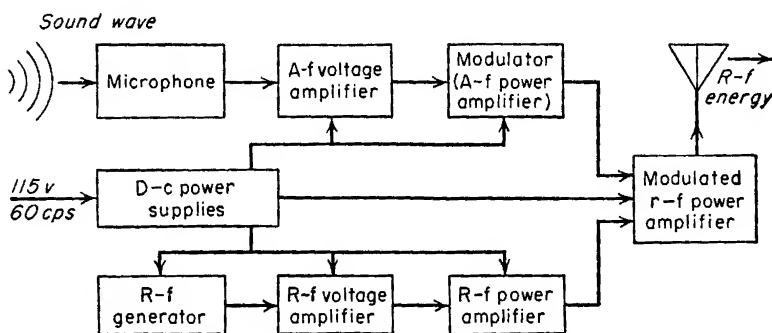 Sound wave
Microphone
A-f voltage
amplifier
Modulator
(A-f power
amplifier)
R-f
energy
115 v
60 cps
D-c power
supplies
Modulated
r-f power
amplifier
R-f
generator
R-f voltage
amplifier
R-f power
amplifier